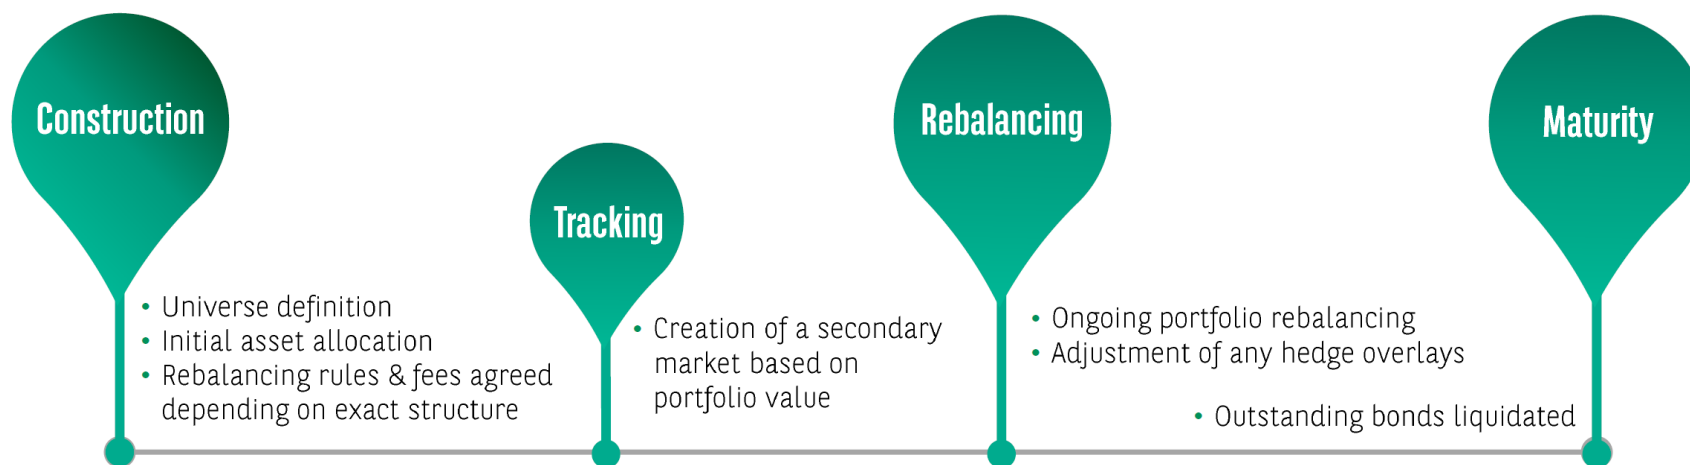 Construction
• Universe definition
• Initial asset allocation
• Rebalancing rules & fees agreed
depending on exact structure
Tracking
• Creation of a secondary
market based on
portfolio value
Rebalancing
• Ongoing portfolio rebalancing
• Adjustment of any hedge overlays
Maturity
• Outstanding bonds liquidated